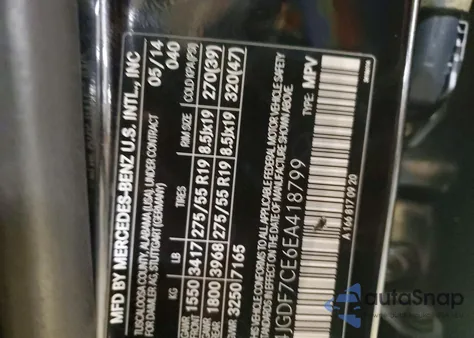 MFD BY MERCEDES-BENZ U.S. INTL., INC
TUSCALOOSA COUNTY, ALABAMA (USA), UNDER CONTRACT
FOR DAIMLER AG, STUTTGART (GERMANY)
05/14
040
KG LB TIRES RIM SIZE COLD KPA/(PSI)
1550 3417 275/55 R19 8.5Jx19 270(39)
GAWR 1800 3968 275/55 R19 8.5Jx19 320(47)
GVWR 3250 7165
THIS VEHICLE CONFORMS TO ALL APPLICABLE FEDERAL MOTOR VEHICLE SAFETY
STANDARDS IN EFFECT ON THE DATE OF MANUFACTURE SHOWN ABOVE.
4JGDF7CE6EA418799 TYPE: MPV
A 166 817 09 20
autoSnap